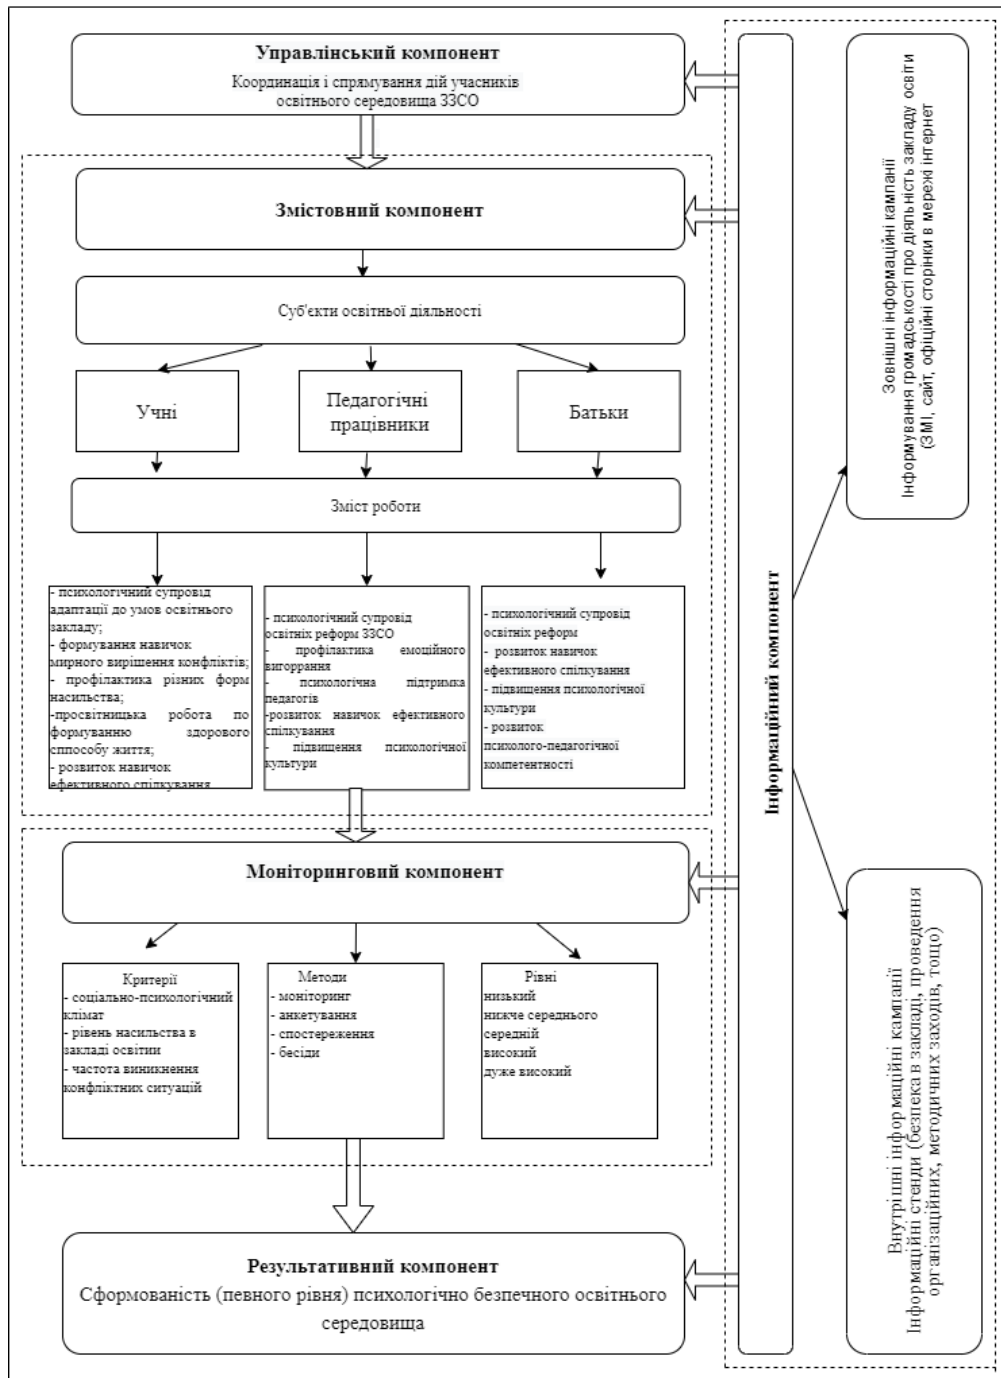 Управлінський компонент
Координація і спрямування дій учасників
освітнього середовища ЗЗСО
Змістовний компонент
Суб'єкти освітньої діяльності
Учні
Педагогічні
працівники
Батьки
Зміст роботи
- психологічний супровід
адаптації до умов освітнього
закладу;
- формування навичок
мирного вирішення конфліктів;
- профілактика різних форм
насильства;
-просвітницька робота по
формуванню здорового
сппособу життя;
- розвиток навичок
ефективного спілкування
- психологічний супровід
освітніх реформ ЗЗСО
- профілактика емоційного
вигоррання
- психологічна підтримка
педагогів
-розвиток навичок ефективного
спілкування
- підвищення психологічної
культури
- психологічний супровід
освітніх реформ
- розвиток навичок
ефективного спілкування
- підвищення психологічної
культури
- розвиток
психолого-педагогічної
компетентності
Моніторинговий компонент
Критерії
- соціально-психологічний
клімат
- рівень насильства в
закладі освітии
- частота виникнення
конфліктних ситуацій
Методи
- моніторинг
- анкетування
- спостереження
- бесіди
Рівні
низький
нижче середнього
середній
високий
дуже високий
Результативний компонент
Сформованість (певного рівня) психологічно безпечного освітнього
середовища
Інформаційний компонент
Зовнішні інформаційні кампанії
Інформування громадськості про діяльність закладу освіти
(ЗМІ, сайт, офіційні сторінки в мережі інтернет
Внутрішні інформаційні кампанії
Інформаційні стенди (безпека в закладі, проведення
організаційних, методичних заходів, тощо)